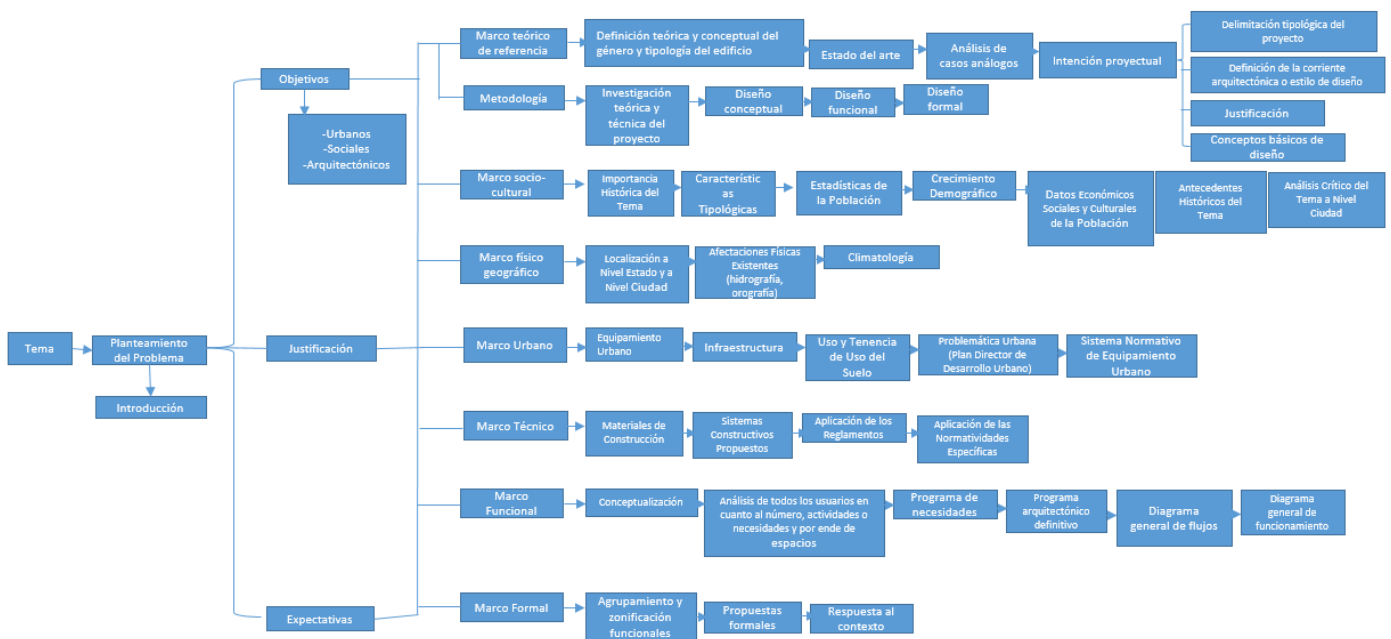 Tema
Planteamiento
del Problema
Introducción
Objetivos
-Urbanos
-Sociales
-Arquitectónicos
Justificación
Expectativas
Marco teórico
de referencia
Definición teórica y conceptual del
género y tipología del edificio
Estado del arte
Análisis de
casos análogos
Intención proyectual
Delimitación tipológica del
proyecto
Definición de la corriente
arquitectónica o estilo de diseño
Justificación
Conceptos básicos de
diseño
Metodología
Investigación
teórica y
técnica del
proyecto
Diseño
conceptual
Diseño
funcional
Diseño
formal
Marco socio-
cultural
Importancia
Histórica del
Tema
Característic
as
Tipológicas
Estadísticas de
la Población
Crecimiento
Demográfico
Datos Económicos
Sociales y Culturales
de la Población
Antecedentes
Históricos del
Tema
Análisis Crítico del
Tema a Nivel
Ciudad
Marco físico
geográfico
Localización a
Nivel Estado y a
Nivel Ciudad
Afectaciones Físicas
Existentes
(hidrografía,
orografía)
Climatología
Marco Urbano
Equipamiento
Urbano
Infraestructura
Uso y Tenencia
de Uso del
Suelo
Problemática Urbana
(Plan Director de
Desarrollo Urbano)
Sistema Normativo
de Equipamiento
Urbano
Marco Técnico
Materiales de
Construcción
Sistemas
Constructivos
Propuestos
Aplicación de los
Reglamentos
Aplicación de las
Normatividades
Específicas
Marco
Funcional
Conceptualización
Análisis de todos los usuarios en
cuanto al número, actividades o
necesidades y por ende de
espacios
Programa de
necesidades
Programa
arquitectónico
definitivo
Diagrama
general de flujos
Diagrama
general de
funcionamiento
Marco Formal
Agrupamiento y
zonificación
funcionales
Propuestas
formales
Respuesta al
contexto